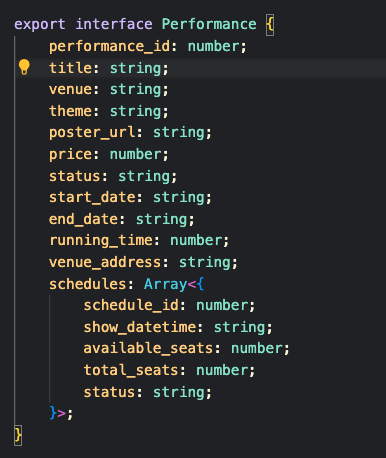 export interface Performance {
    performance_id: number;
    title: string;
    venue: string;
    theme: string;
    poster_url: string;
    price: number;
    status: string;
    start_date: string;
    end_date: string;
    running_time: number;
    venue_address: string;
    schedules: Array<{
        schedule_id: number;
        show_datetime: string;
        available_seats: number;
        total_seats: number;
        status: string;
    }>;
}